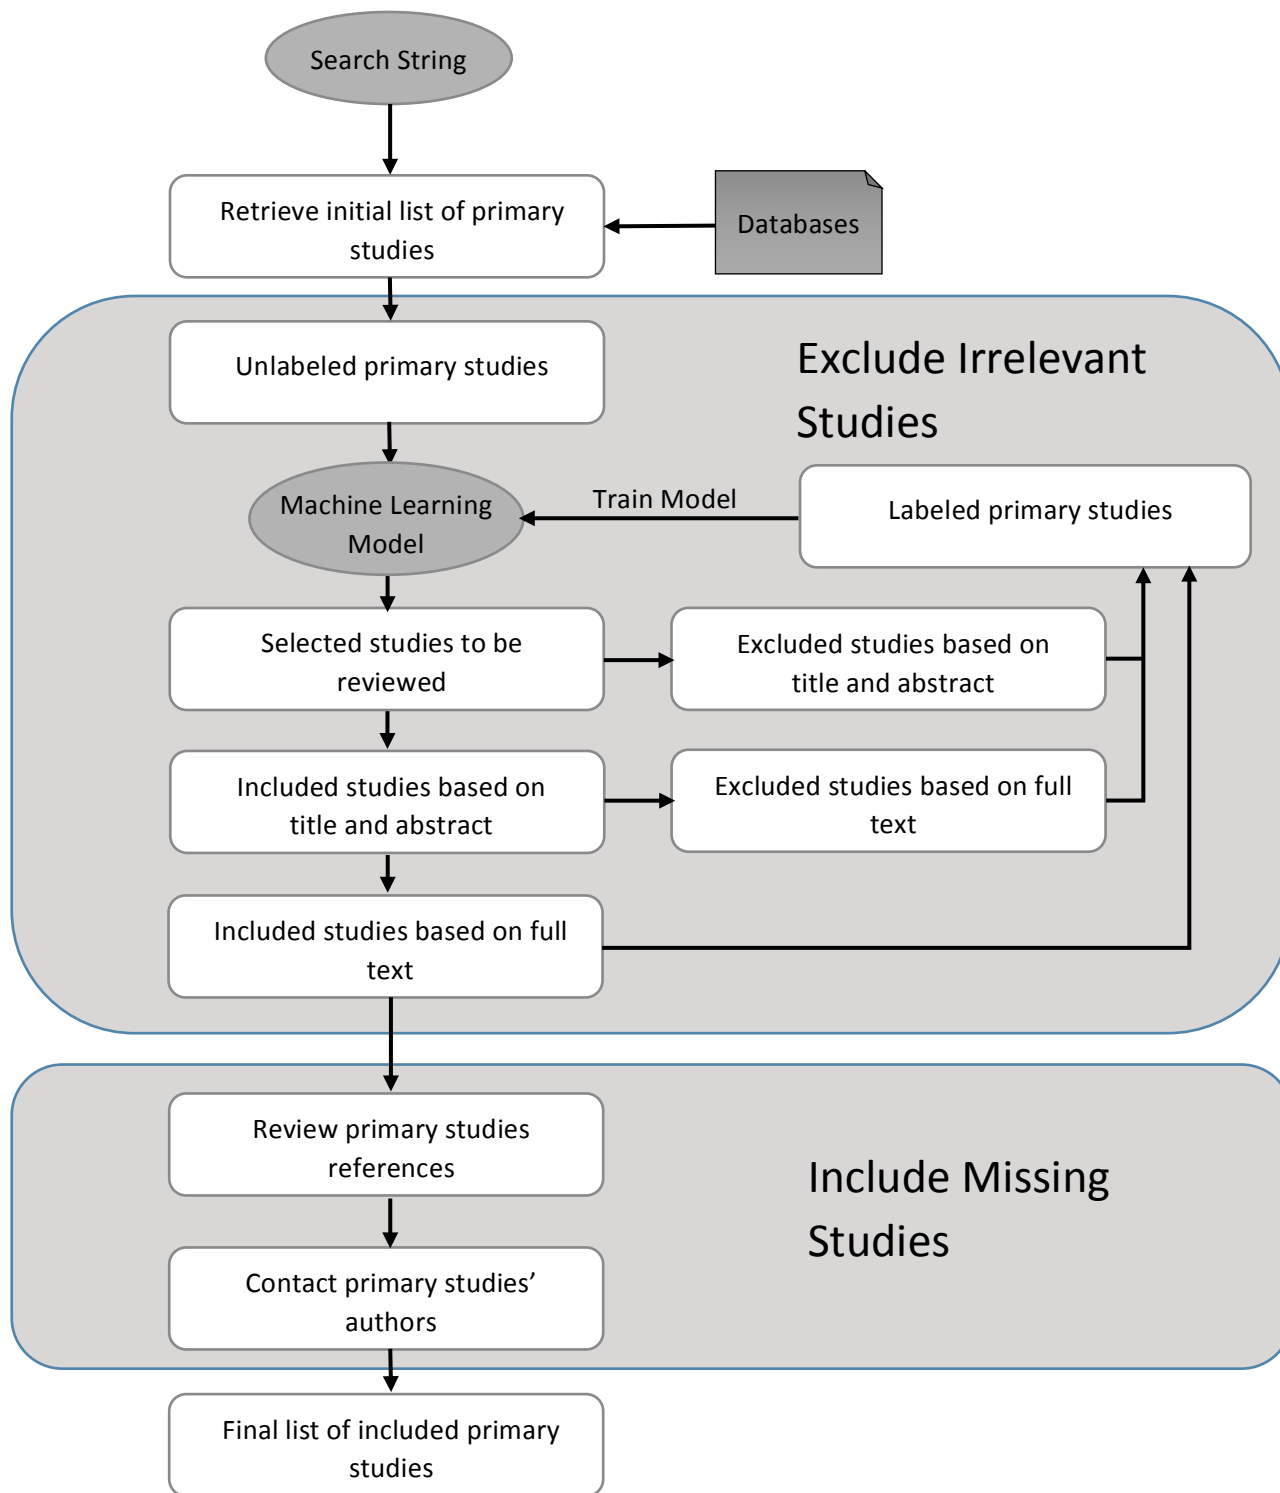 Search String
Retrieve initial list of primary
studies
Databases
Unlabeled primary studies
Exclude Irrelevant
Studies
Machine Learning
Model
Train Model
Labeled primary studies
Selected studies to be
reviewed
Excluded studies based on
title and abstract
Included studies based on
title and abstract
Excluded studies based on full
text
Included studies based on full
text
Review primary studies
references
Include Missing
Studies
Contact primary studies’
authors
Final list of included primary
studies